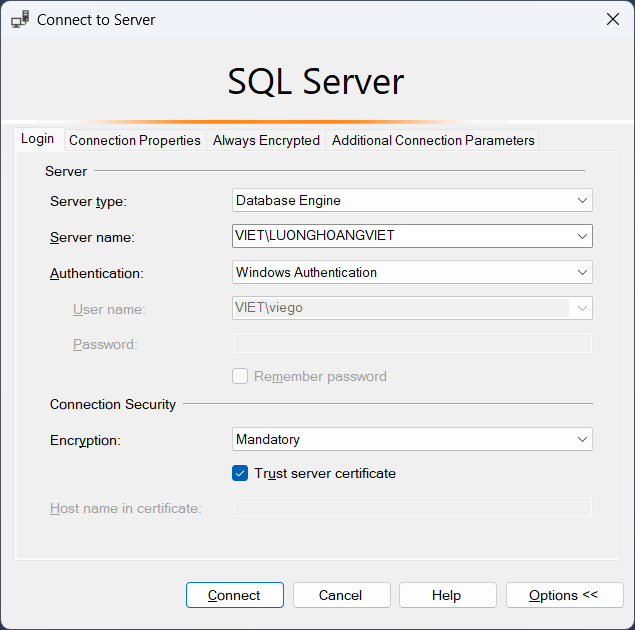 Connect to Server
SQL Server
Login Connection Properties Always Encrypted Additional Connection Parameters
Server
Server type: Database Engine
Server name: VIET\LUONGHOANGVIET
Authentication: Windows Authentication
User name: VIET\viego
Password:
Remember password
Connection Security
Encryption: Mandatory
Trust server certificate
Host name in certificate:
Connect Cancel Help Options <<